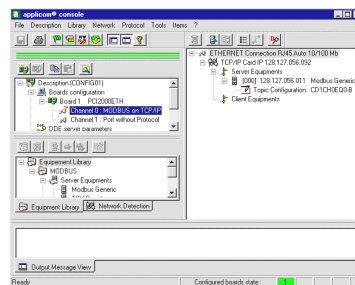 applicom® console
File Description Library Network Protocol Tools Items ?
Description (CONFIG01)
Boards configuration
Board 1 PCI2000ETH
Channel 0 : MODBUS on TCP/IP
Channel 1 : Port without Protocol
DDE server parameters
Equipement Library
MODBUS
Server Equipments
Modbus Generic
Equipment Library
Network Detection
ETHERNET Connection RJ45 Auto 10/100 Mb
TCP/IP Card IP 128.127.056.092
Server Equipments
[000] 128.127.056.011 Modbus Generic
Topic Configuration: CD1CH0EQ0-B
Client Equipments
Output Message View
Ready
Configured boards state :
1